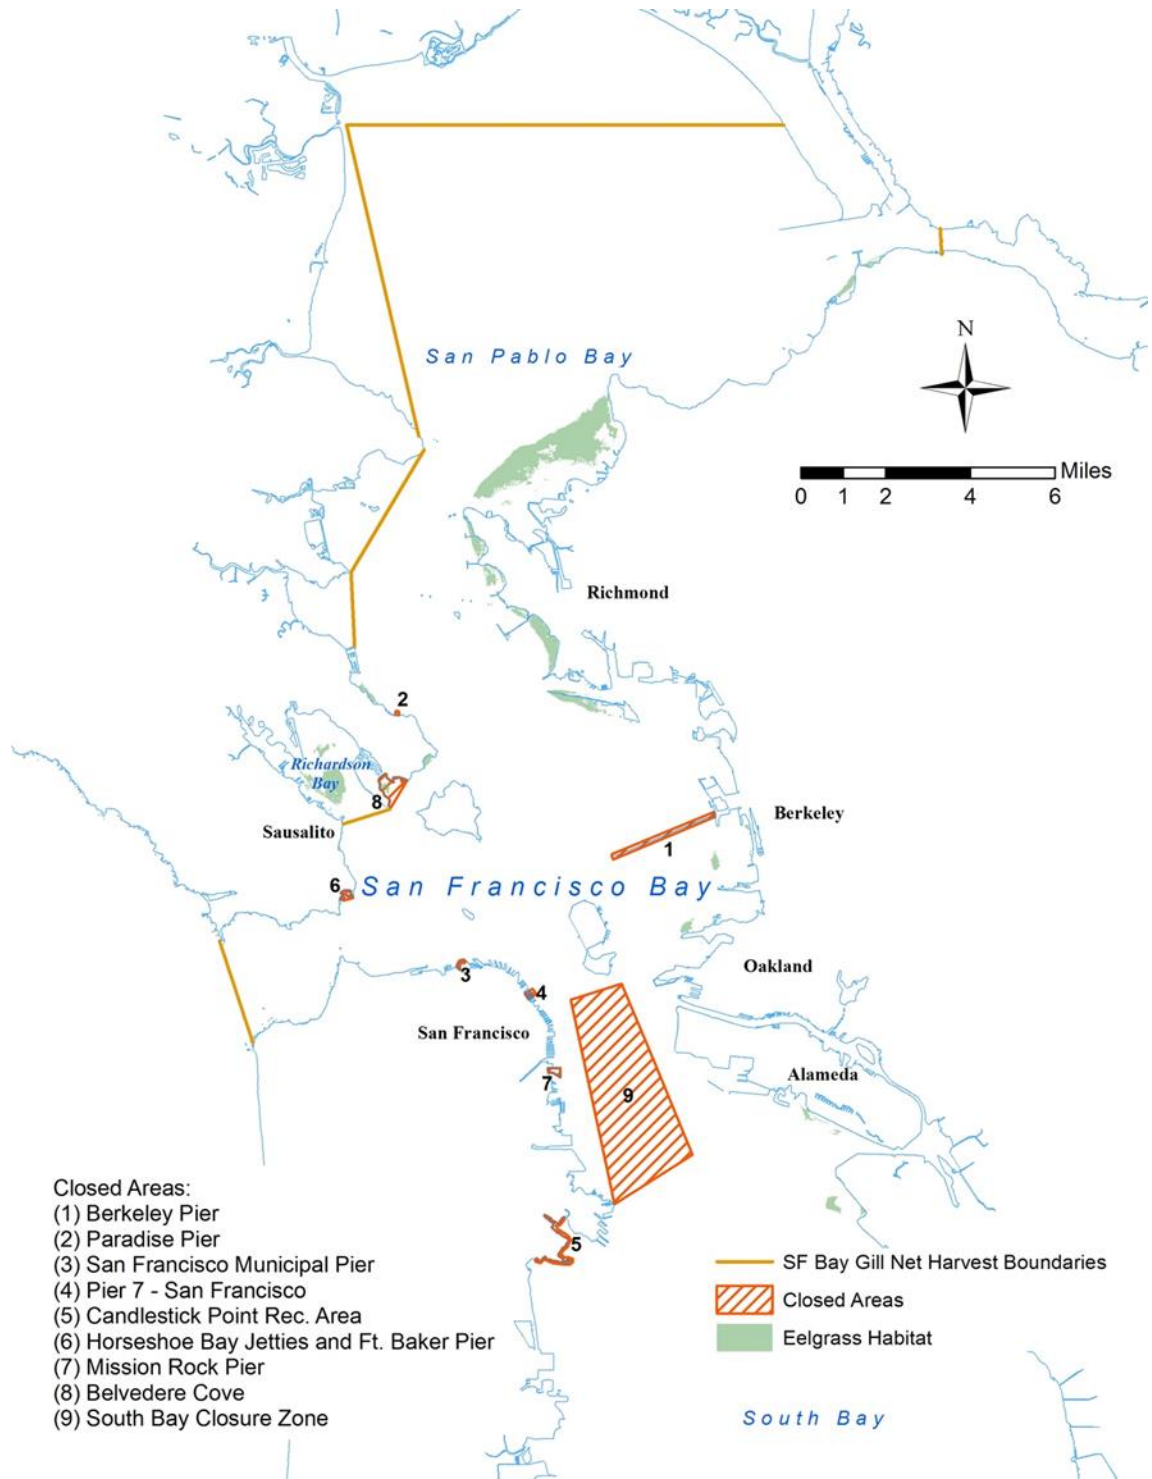 San Pablo Bay
N
Miles
0 1 2 4 6
Richmond
2
Richardson
Bay
8
Sausalito
Berkeley
1
6
San Francisco Bay
3
4
Oakland
San Francisco
7
9
Alameda
5
Closed Areas:
(1) Berkeley Pier
(2) Paradise Pier
(3) San Francisco Municipal Pier
(4) Pier 7 - San Francisco
(5) Candlestick Point Rec. Area
(6) Horseshoe Bay Jetties and Ft. Baker Pier
(7) Mission Rock Pier
(8) Belvedere Cove
(9) South Bay Closure Zone
SF Bay Gill Net Harvest Boundaries
Closed Areas
Eelgrass Habitat
South Bay